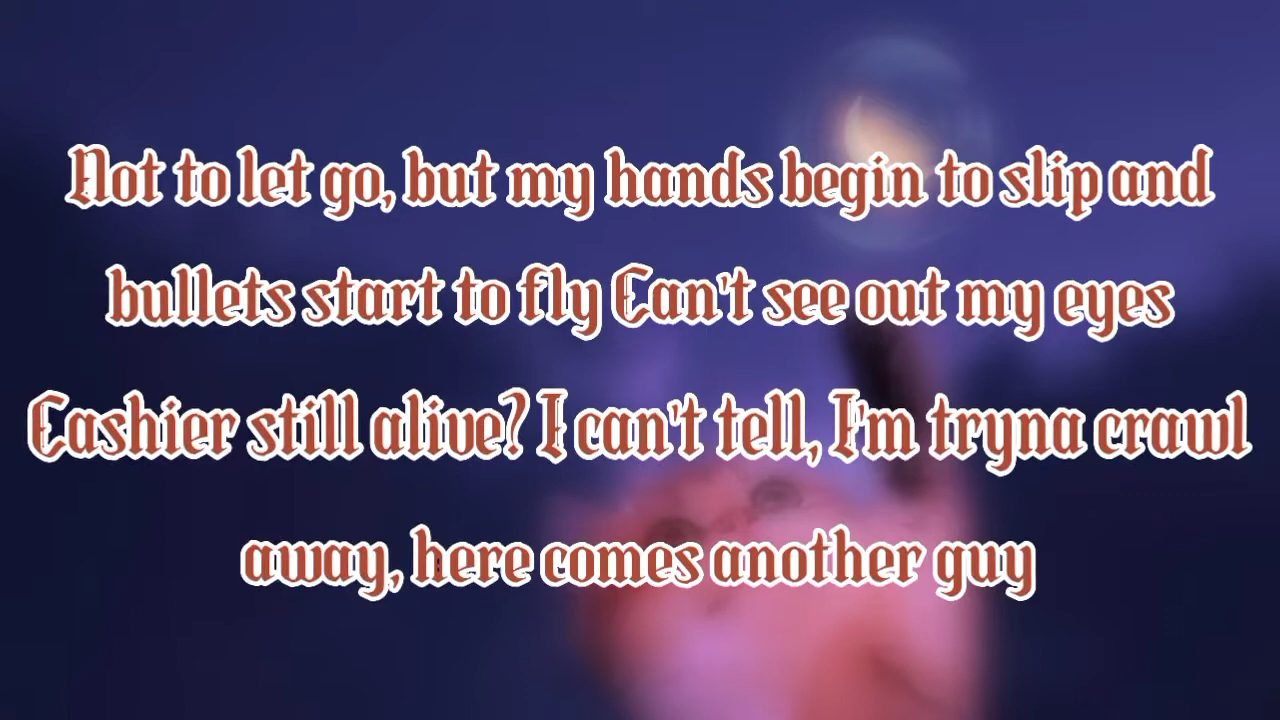 Not to let go, but my hands begin to slip and
bullets start to fly Can't see out my eyes
Cashier still alive? I can't tell, I'm tryna crawl
away, here comes another guy